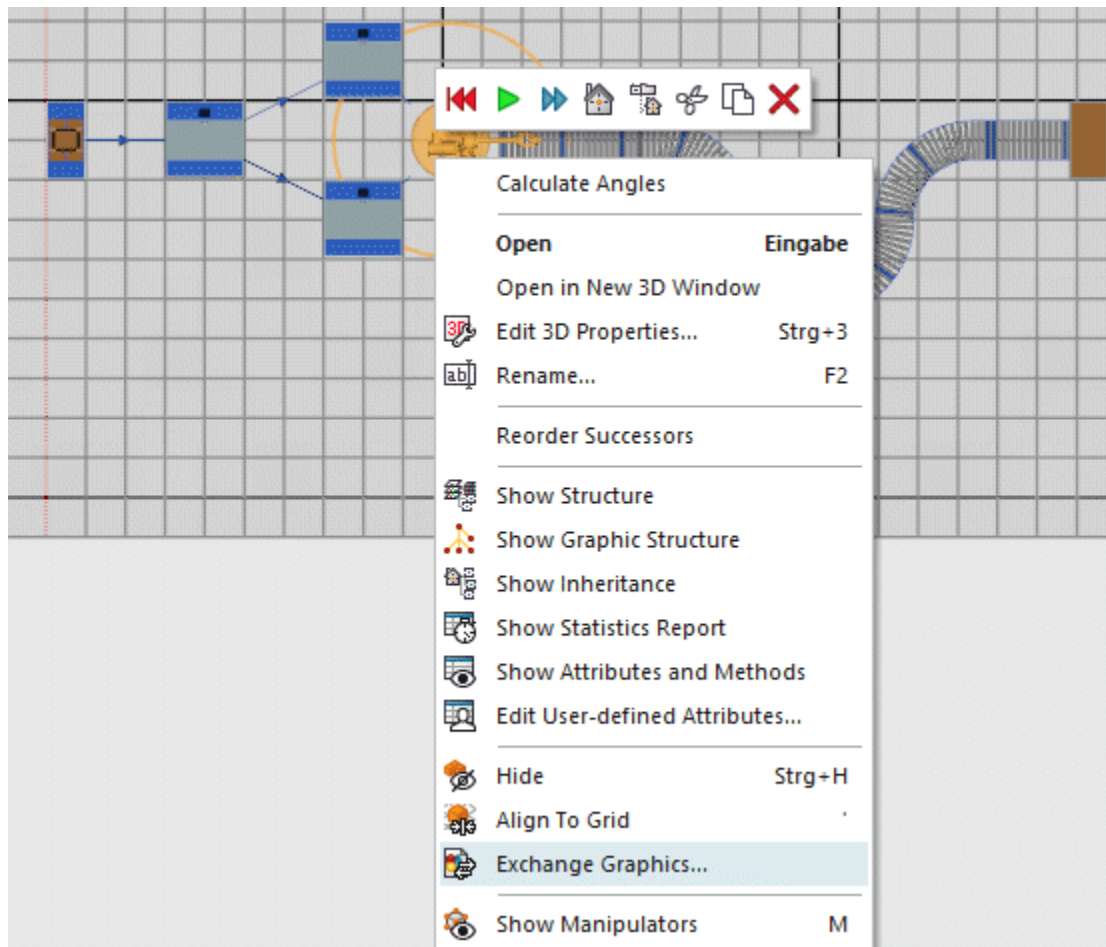 Calculate Angles
Open Eingabe
Open in New 3D Window
Edit 3D Properties... Strg+3
Rename... F2
Reorder Successors
Show Structure
Show Graphic Structure
Show Inheritance
Show Statistics Report
Show Attributes and Methods
Edit User-defined Attributes...
Hide Strg+H
Align To Grid '
Exchange Graphics...
Show Manipulators M